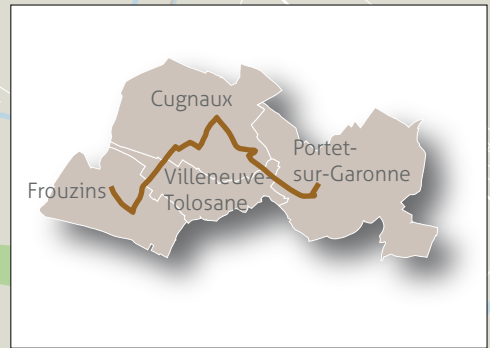 Cugnaux
Portet-
sur-Garonne
Frouzins
Villeneuve-
Tolosane